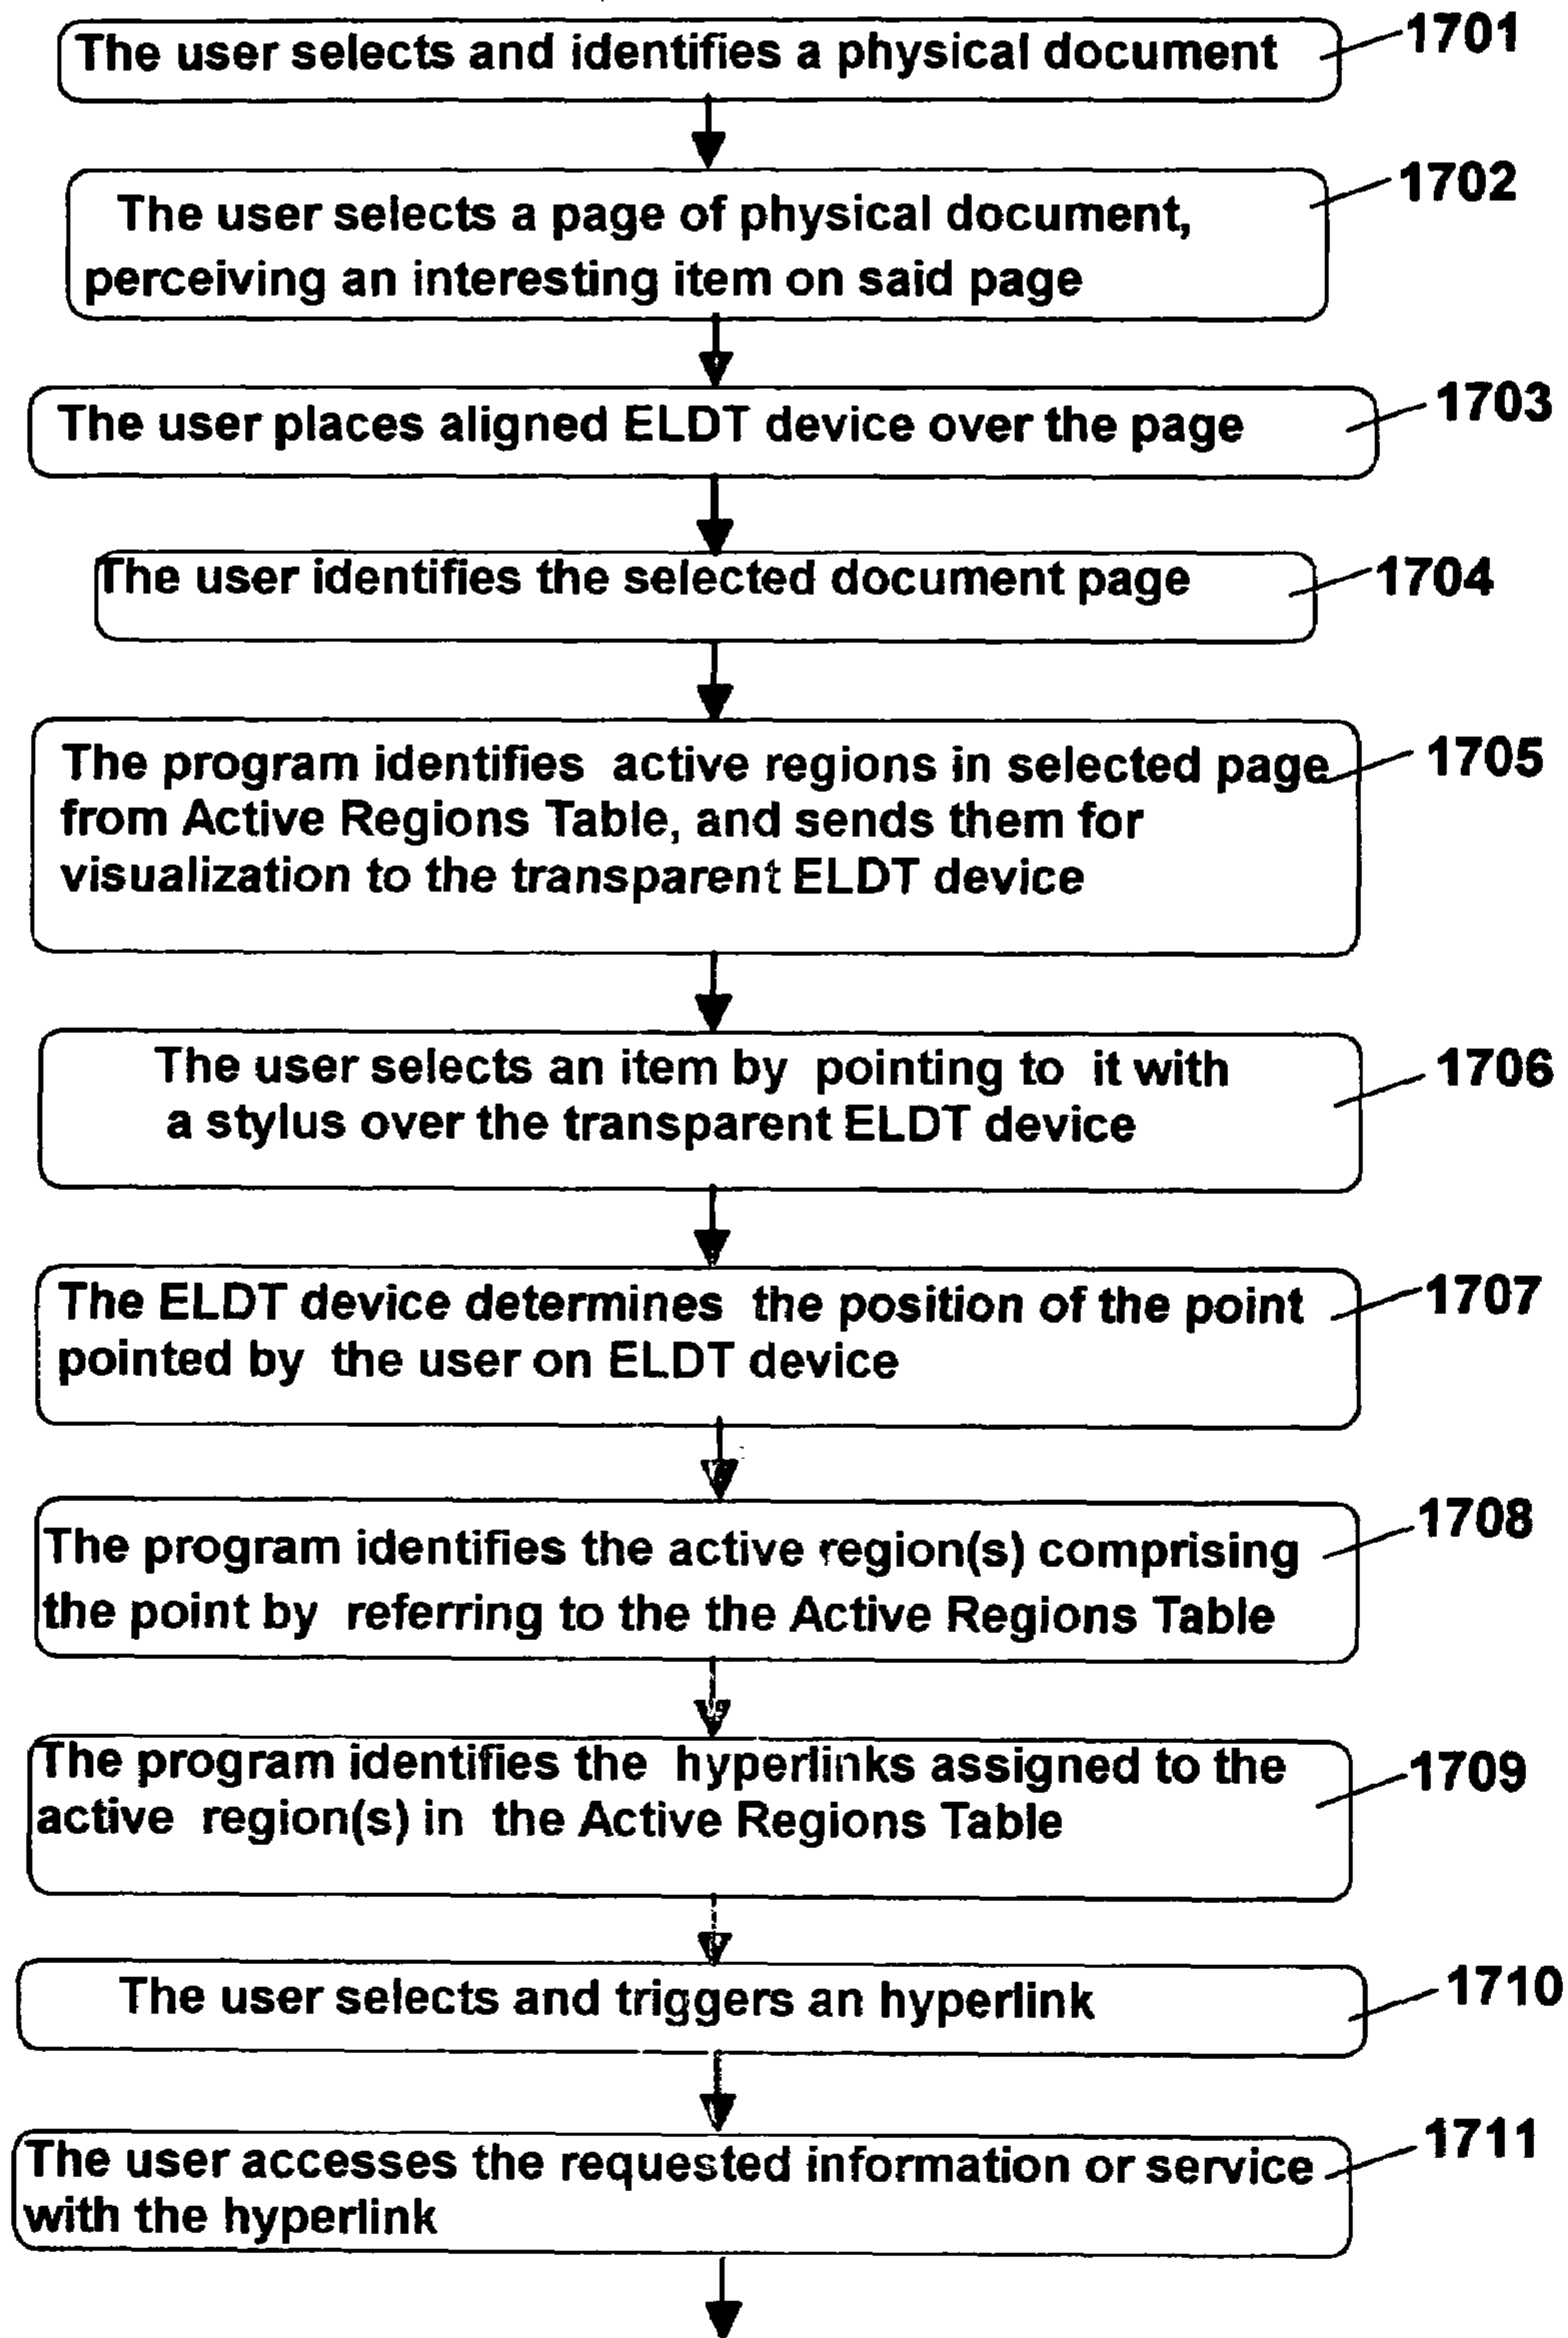 The user selects and identifies a physical document
1701
1702
The user selects a page of physical document,
perceiving an interesting item on said page
1703
The user places aligned ELDT device over the page
The user identifies the selected document page
1704
The program identifies active regions in selected page
1705
from Active Regions Table, and sends them for
visualization to the transparent ELDT device
The user selects an item by pointing to it with
1706
a stylus over the transparent ELDT device
The ELDT device determines the position of the point
1707
pointed by the user on ELDT device
1708
The program identifies the active region(s) comprising
the point by referring to the the Active Regions Table
The program identifies the hyperlinks assigned to the
1709
active region(s) in the Active Regions Table
The user selects and triggers an hyperlink
1710
1711
The user accesses the requested information or service
with the hyperlink